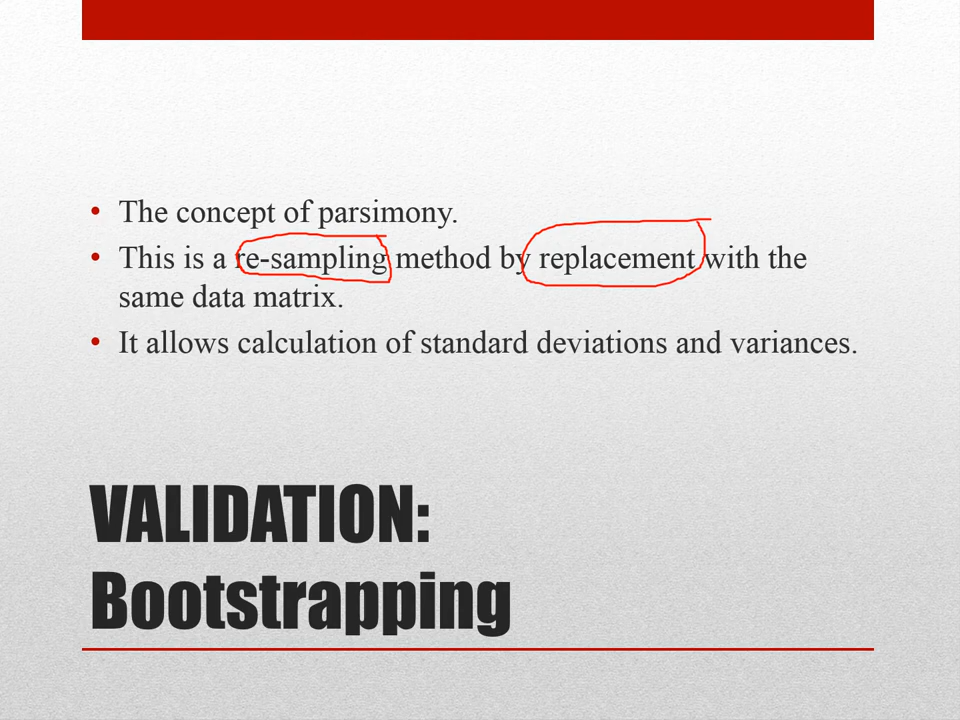 • The concept of parsimony.
• This is a re-sampling method by replacement with the
same data matrix.
• It allows calculation of standard deviations and variances.
VALIDATION:
Bootstrapping